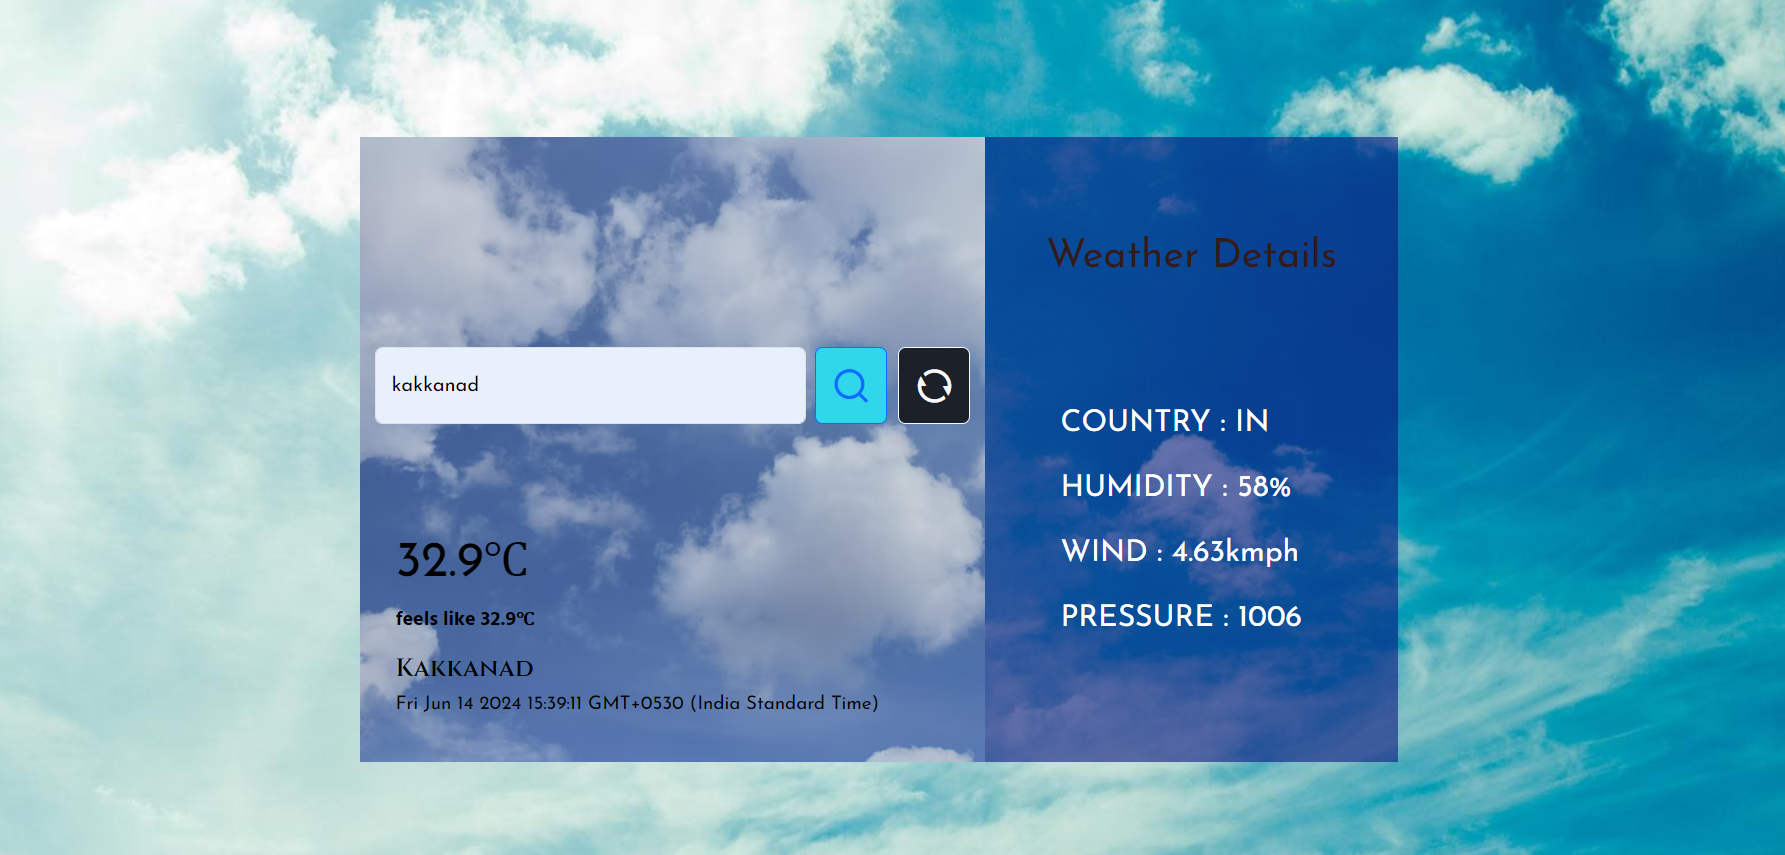 kakkanad
32.9°C
feels like 32.9°C
Kakkanad
Fri Jun 14 2024 15:39:11 GMT+0530 (India Standard Time)
Weather Details
COUNTRY : IN
HUMIDITY : 58%
WIND : 4.63kmph
PRESSURE : 1006